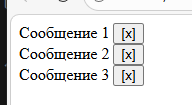 Сообщение 1 [x]
Сообщение 2 [x]
Сообщение 3 [x]